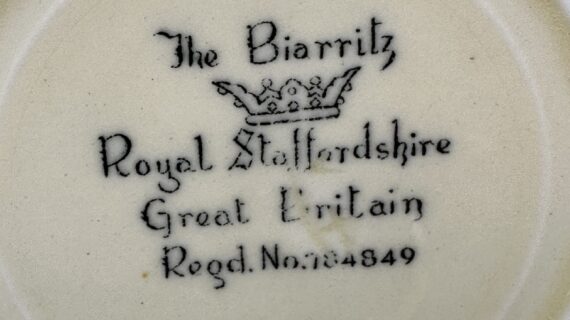 The Biarritz
Royal Staffordshire
Great Britain
Regd. No. 784849